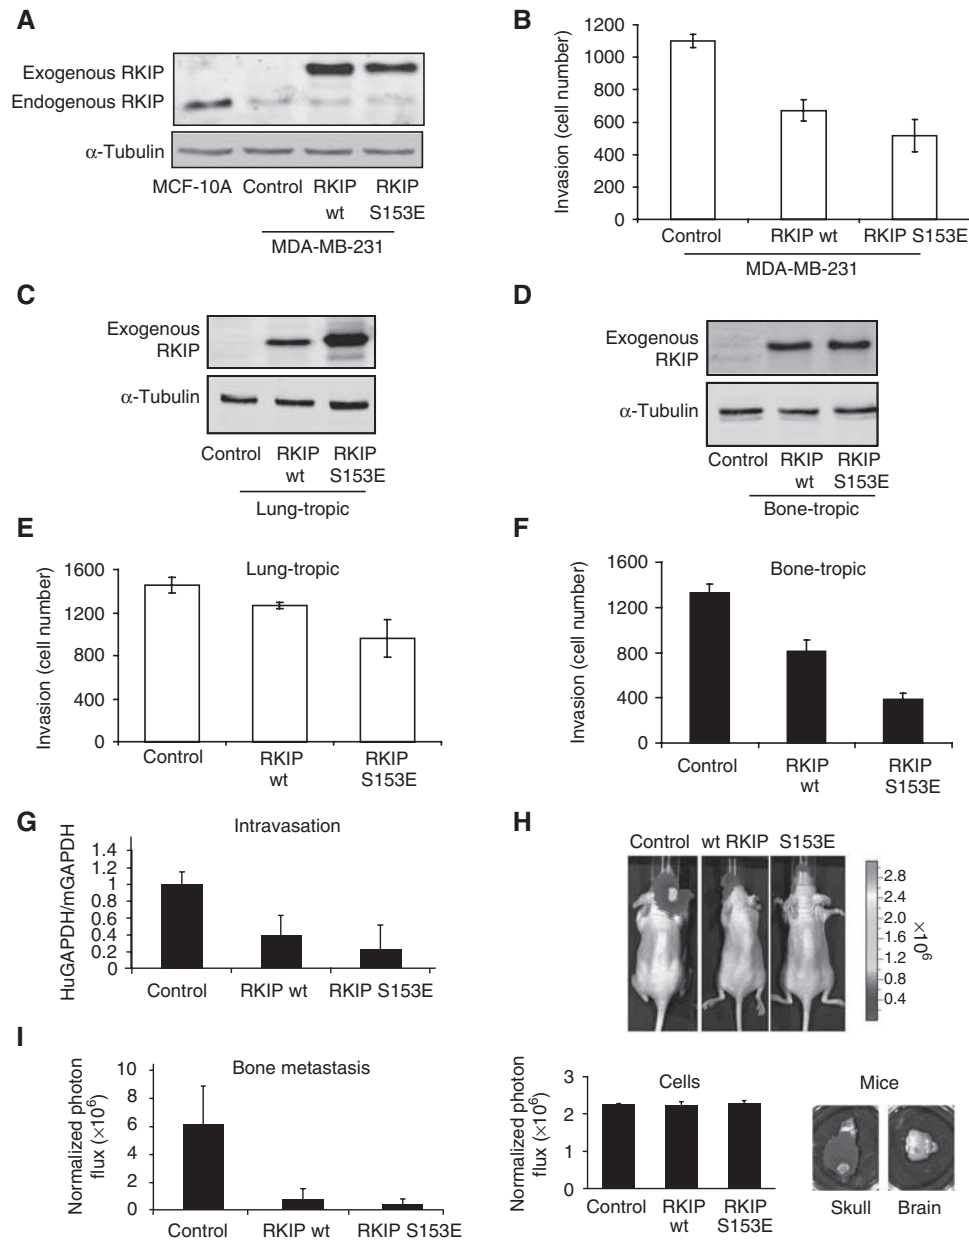 A
Exogenous RKIP
Endogenous RKIP
α-Tubulin
MCF-10A Control RKIP RKIP
wt S153E
MDA-MB-231
B
Invasion (cell number)
1200
1000
800
600
400
200
0
Control RKIP wt RKIP S153E
MDA-MB-231
C
Exogenous
RKIP
α-Tubulin
Control RKIP RKIP
wt S153E
Lung-tropic
D
Exogenous
RKIP
α-Tubulin
Control RKIP RKIP
wt S153E
Bone-tropic
E
Lung-tropic
Invasion (cell number)
1600
1200
800
400
0
Control RKIP RKIP
wt S153E
F
Bone-tropic
Invasion (cell number)
1600
1200
800
400
0
Control RKIP RKIP
wt S153E
G
Intravasation
HuGAPDH/mGAPDH
1.4
1.2
1
0.8
0.6
0.4
0.2
0
Control RKIP wt RKIP S153E
H
Control wt RKIP S153E
2.8
2.4
2.0
1.6
1.2
0.8
0.4
×10⁶
I
Bone metastasis
Normalized photon
flux (×10⁶)
10
8
6
4
2
0
Control RKIP wt RKIP S153E
Cells
Normalized photon
flux (×10⁶)
3
2
1
0
Control RKIP RKIP
wt S153E
Mice
Skull Brain